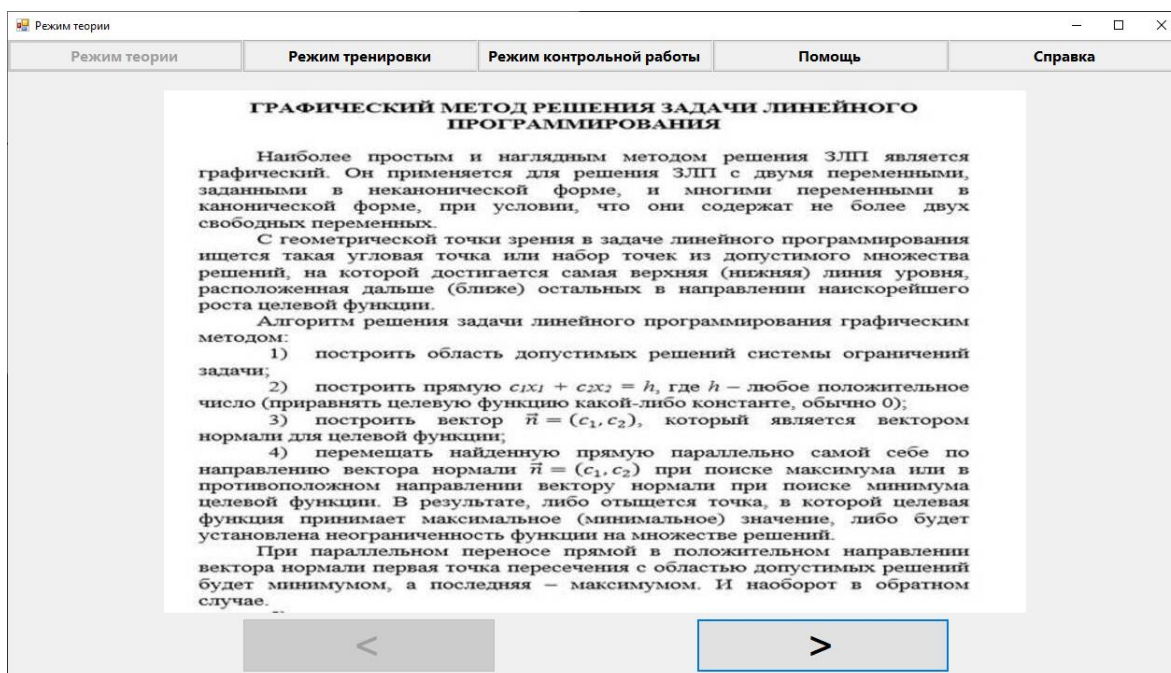 Режим теории
Режим теории Режим тренировки Режим контрольной работы Помощь Справка
ГРАФИЧЕСКИЙ МЕТОД РЕШЕНИЯ ЗАДАЧИ ЛИНЕЙНОГО
ПРОГРАММИРОВАНИЯ
Наиболее простым и наглядным методом решения ЗЛП является
графический. Он применяется для решения ЗЛП с двумя переменными,
заданными в неканонической форме, и многими переменными в
канонической форме, при условии, что они содержат не более двух
свободных переменных.
С геометрической точки зрения в задаче линейного программирования
ищется такая угловая точка или набор точек из допустимого множества
решений, на которой достигается самая верхняя (нижняя) линия уровня,
расположенная дальше (ближе) остальных в направлении наискорейшего
роста целевой функции.
Алгоритм решения задачи линейного программирования графическим
методом:
1) построить область допустимых решений системы ограничений
задачи;
2) построить прямую c₁x₁ + c₂x₂ = h, где h – любое положительное
число (приравнять целевую функцию какой-либо константе, обычно 0);
3) построить вектор n⃗ = (c₁, c₂), который является вектором
нормали для целевой функции;
4) перемещать найденную прямую параллельно самой себе по
направлению вектора нормали n⃗ = (c₁, c₂) при поиске максимума или в
противоположном направлении вектору нормали при поиске минимума
целевой функции. В результате, либо отыщется точка, в которой целевая
функция принимает максимальное (минимальное) значение, либо будет
установлена неограниченность функции на множестве решений.
При параллельном переносе прямой в положительном направлении
вектора нормали первая точка пересечения с областью допустимых решений
будет минимумом, а последняя – максимумом. И наоборот в обратном
случае.
< >